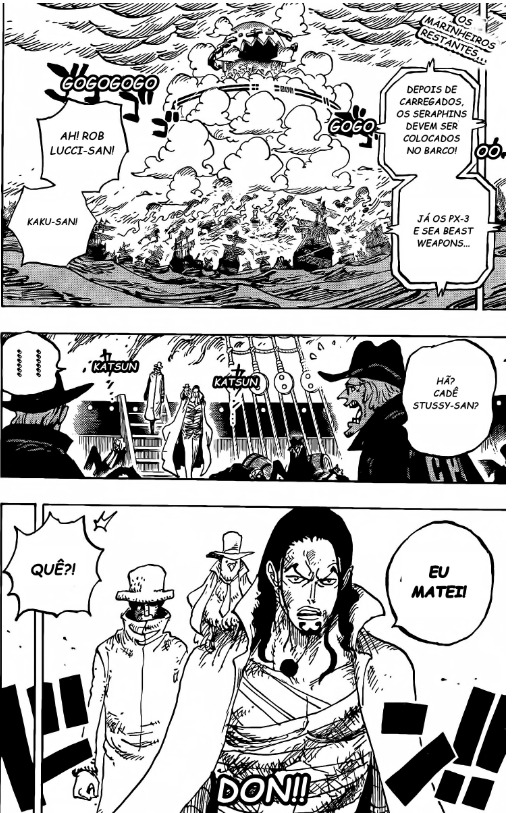 OS
MARINHEIROS
RESTANTES...
DEPOIS DE
CARREGADOS,
OS SERAPHINS
DEVEM SER
COLOCADOS
NO BARCO!
GOGOGOGO
GOGO
OÓ,
AH! ROB
LUCCI-SAN!
JÁ OS PX-3
E SEA BEAST
WEAPONS...
KAKU-SAN!
HÃ?
CADÊ
STUSSY-SAN?
KATSUN
KATSUN
EU
MATEI!
QUÊ?!
DON!!